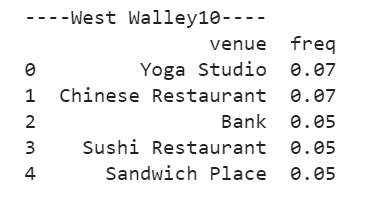 ----West Walley10----
venue freq
0 Yoga Studio 0.07
1 Chinese Restaurant 0.07
2 Bank 0.05
3 Sushi Restaurant 0.05
4 Sandwich Place 0.05